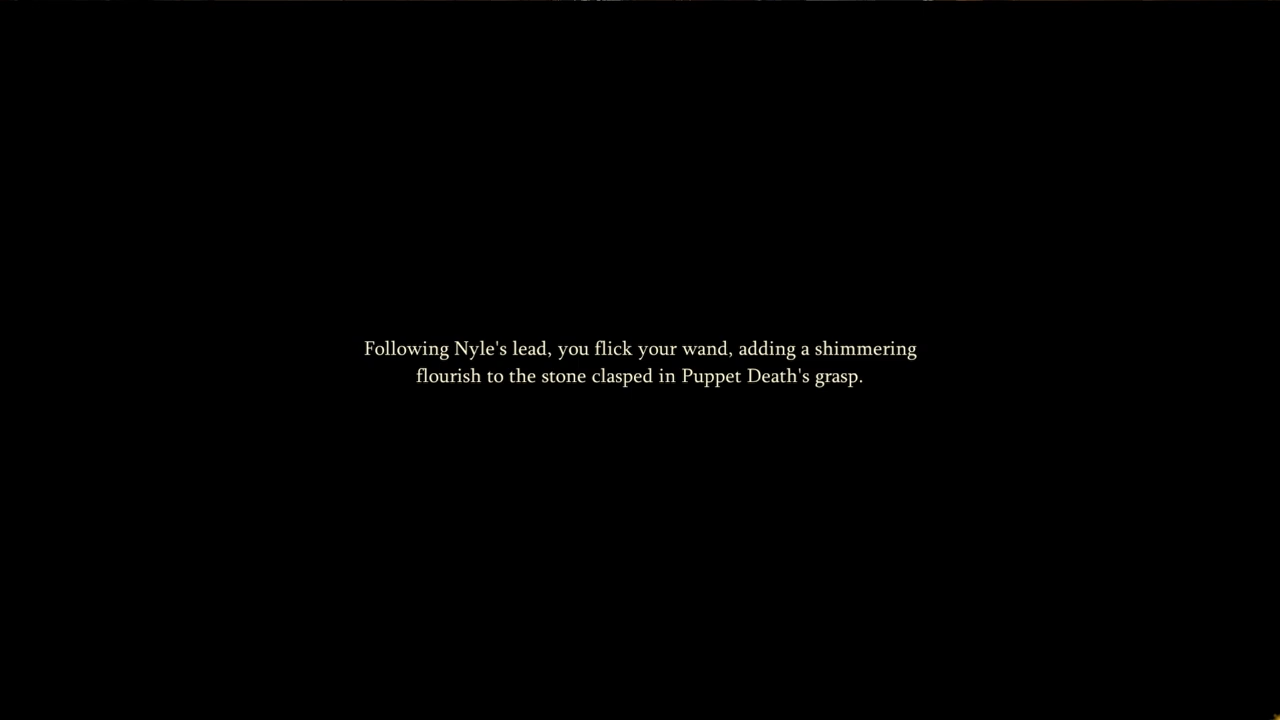 Following Nyle's lead, you flick your wand, adding a shimmering
flourish to the stone clasped in Puppet Death's grasp.